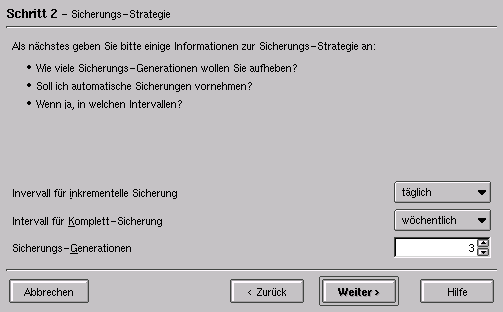 Schritt 2 - Sicherungs-Strategie
Als nächstes geben Sie bitte einige Informationen zur Sicherungs-Strategie an:
• Wie viele Sicherungs-Generationen wollen Sie aufheben?
• Soll ich automatische Sicherungen vornehmen?
• Wenn ja, in welchen Intervallen?
Invervall für inkrementelle Sicherung täglich
Intervall für Komplett-Sicherung wöchentlich
Sicherungs-Generationen 3
Abbrechen < Zurück Weiter > Hilfe